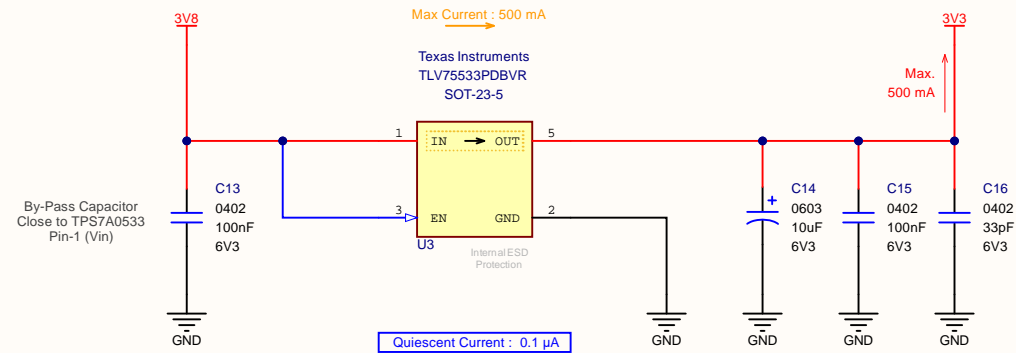 Max Current : 500 mA
3V8
3V3
Texas Instruments
TLV75533PDBVR
SOT-23-5
Max.
500 mA
1
IN
OUT
5
By-Pass Capacitor
Close to TPS7A0533
Pin-1 (Vin)
C13
0402
100nF
6V3
3
EN
GND
2
U3
Internal ESD
Protection
C14
0603
10uF
6V3
C15
0402
100nF
6V3
C16
0402
33pF
6V3
GND
GND
GND
GND
GND
Quiescent Current : 0.1 µA